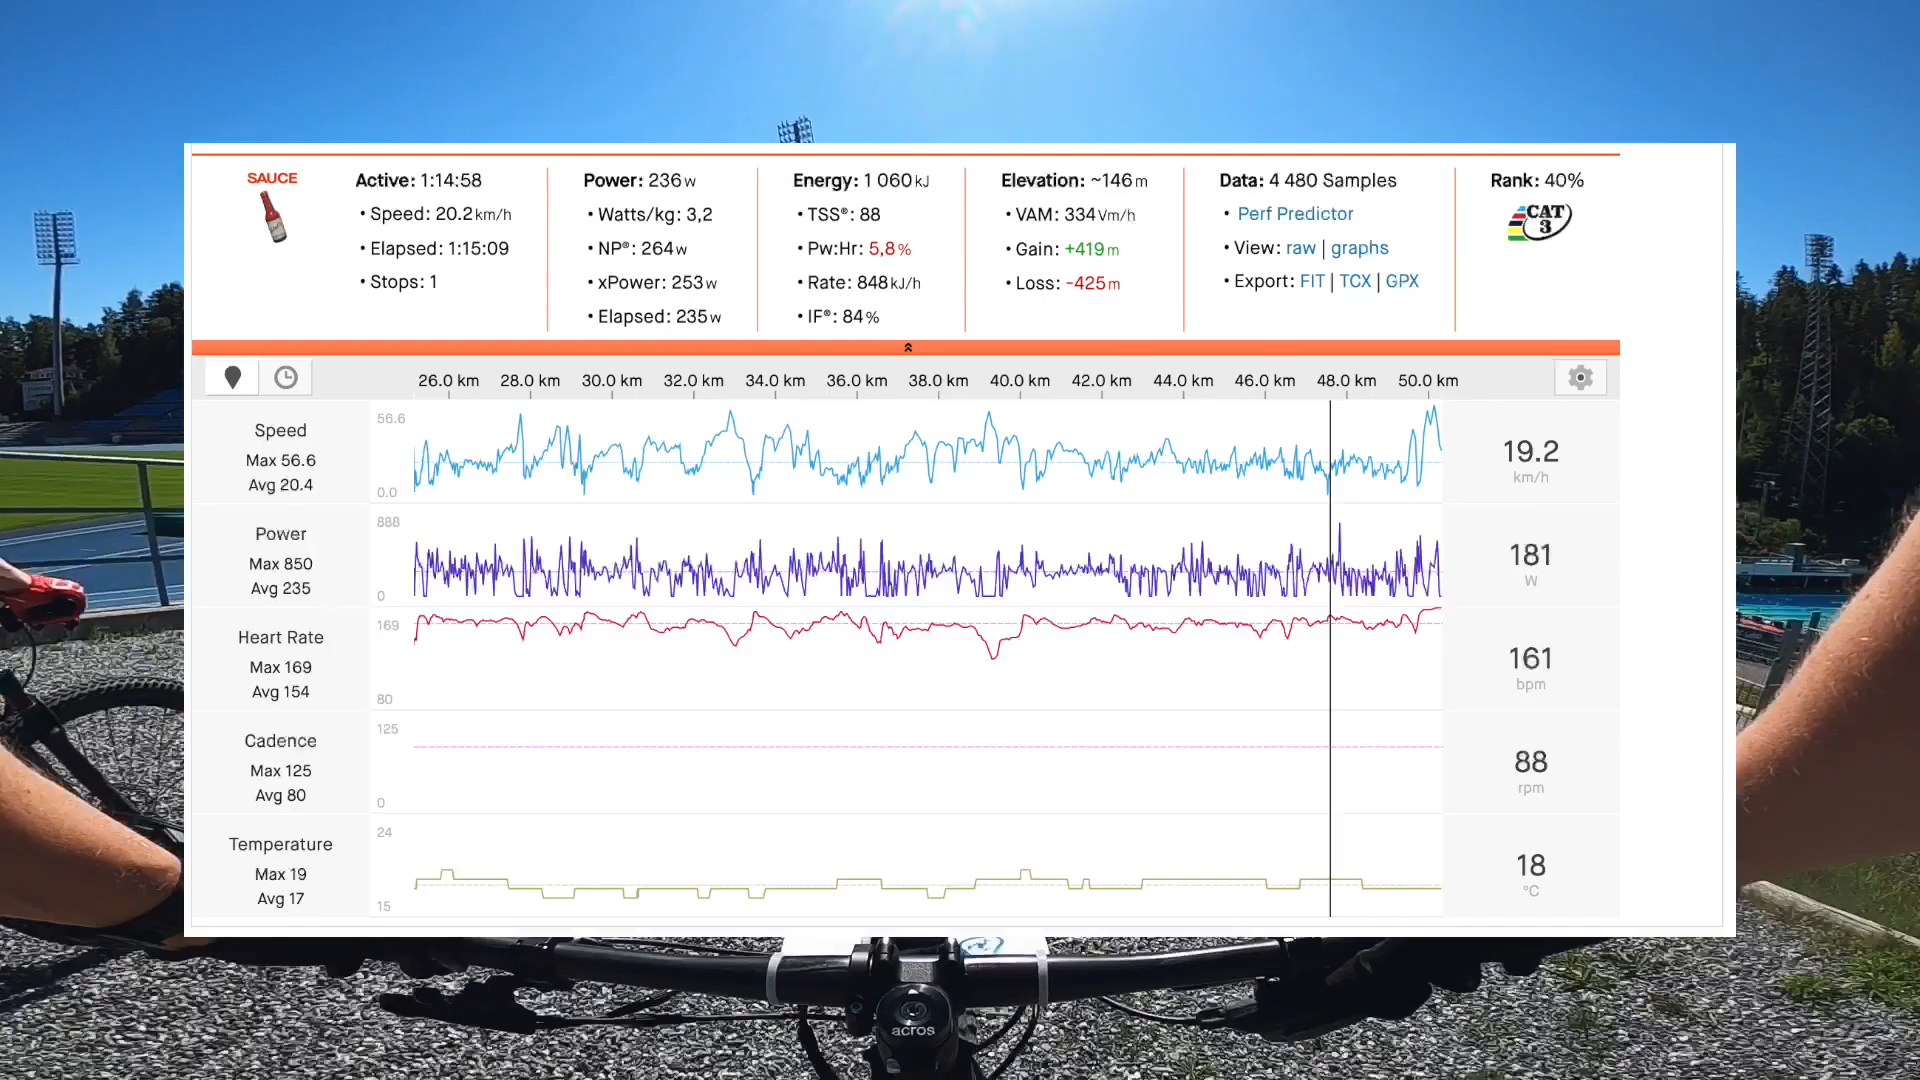 SAUCE
Active: 1:14:58
• Speed: 20.2 km/h
• Elapsed: 1:15:09
• Stops: 1
Power: 236 w
• Watts/kg: 3,2
• NP®: 264 w
• xPower: 253 w
• Elapsed: 235 w
Energy: 1 060 kJ
• TSS®: 88
• Pw:Hr: 5,8 %
• Rate: 848 kJ/h
• IF®: 84 %
Elevation: ~146 m
• VAM: 334 Vm/h
• Gain: +419 m
• Loss: -425 m
Data: 4 480 Samples
• Perf Predictor
• View: raw | graphs
• Export: FIT | TCX | GPX
Rank: 40%
CAT
3
26.0 km 28.0 km 30.0 km 32.0 km 34.0 km 36.0 km 38.0 km 40.0 km 42.0 km 44.0 km 46.0 km 48.0 km 50.0 km
Speed
Max 56.6
Avg 20.4
56.6
0.0
19.2
km/h
Power
Max 850
Avg 235
888
0
181
W
Heart Rate
Max 169
Avg 154
169
80
161
bpm
Cadence
Max 125
Avg 80
125
0
88
rpm
Temperature
Max 19
Avg 17
24
15
18
°C
acros